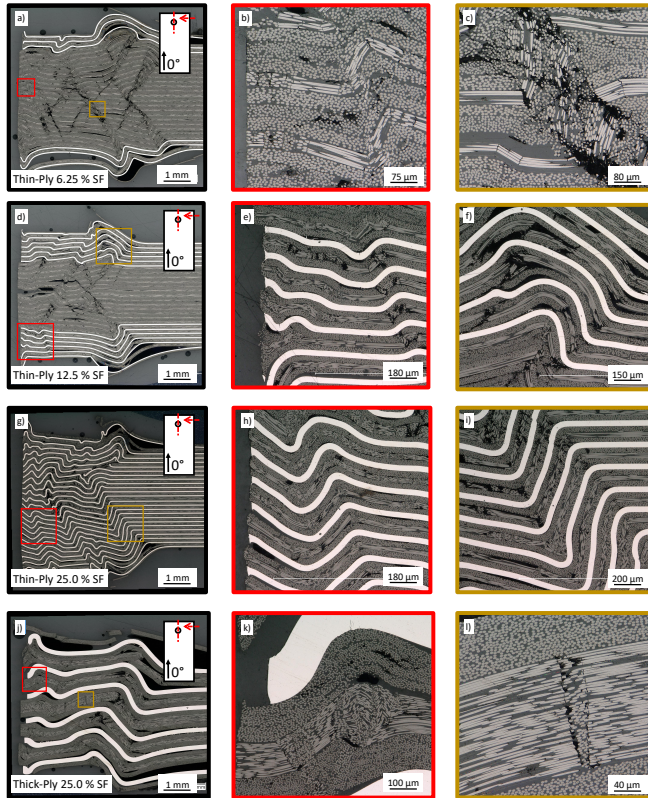 a)
0°
Thin-Ply 6.25 % SF
1 mm
b)
75 µm
c)
80 µm
d)
0°
Thin-Ply 12.5 % SF
1 mm
e)
180 µm
f)
150 µm
g)
0°
Thin-Ply 25.0 % SF
1 mm
h)
180 µm
i)
200 µm
j)
0°
Thick-Ply 25.0 % SF
1 mm
k)
100 µm
l)
40 µm